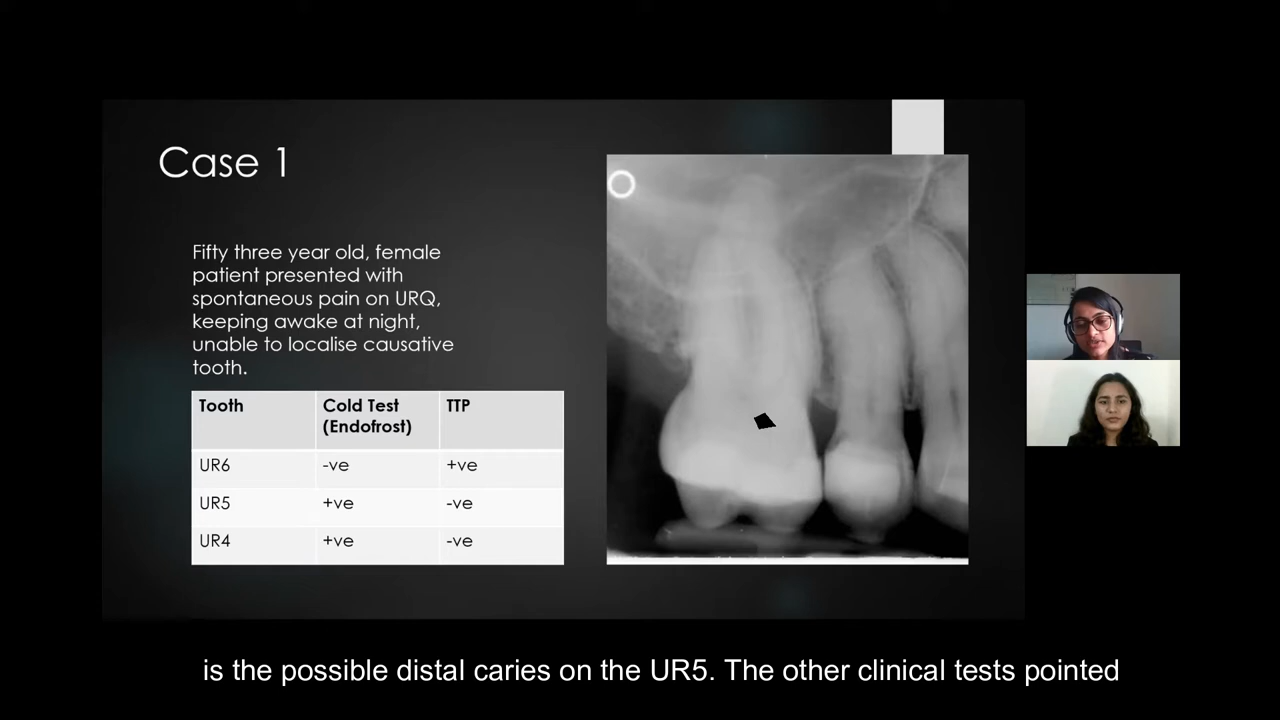 Case 1
Fifty three year old, female
patient presented with
spontaneous pain on URQ,
keeping awake at night,
unable to localise causative
tooth.
Tooth Cold Test (Endofrost) TTP
UR6 -ve +ve
UR5 +ve -ve
UR4 +ve -ve
is the possible distal caries on the UR5. The other clinical tests pointed